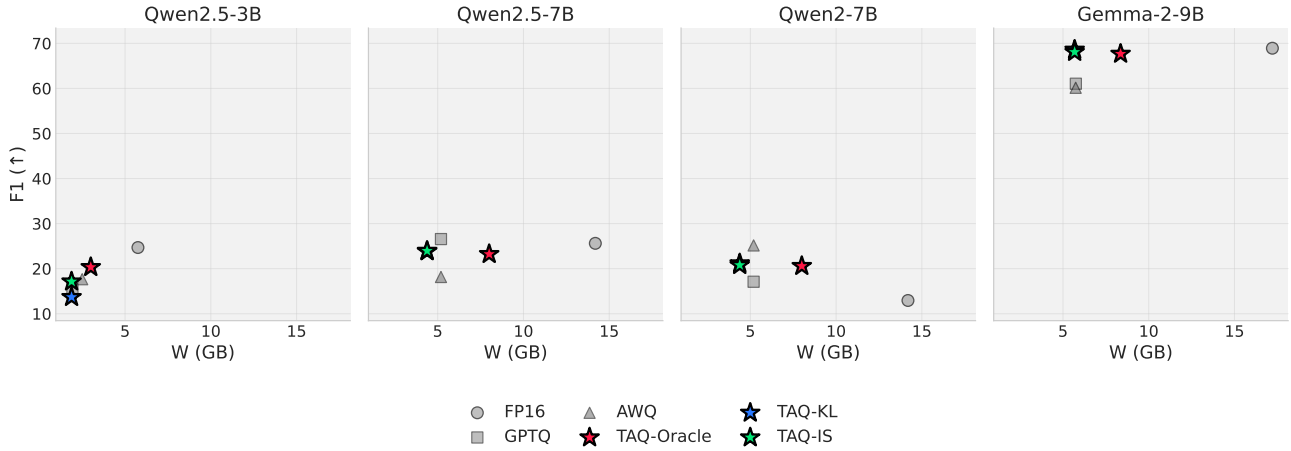 Qwen2.5-3B Qwen2.5-7B Qwen2-7B Gemma-2-9B
70
60
50
40
30
20
10
F1 (↑)
5 10 15 5 10 15 5 10 15 5 10 15
W (GB) W (GB) W (GB) W (GB)
FP16 AWQ TAQ-KL
GPTQ TAQ-Oracle TAQ-IS